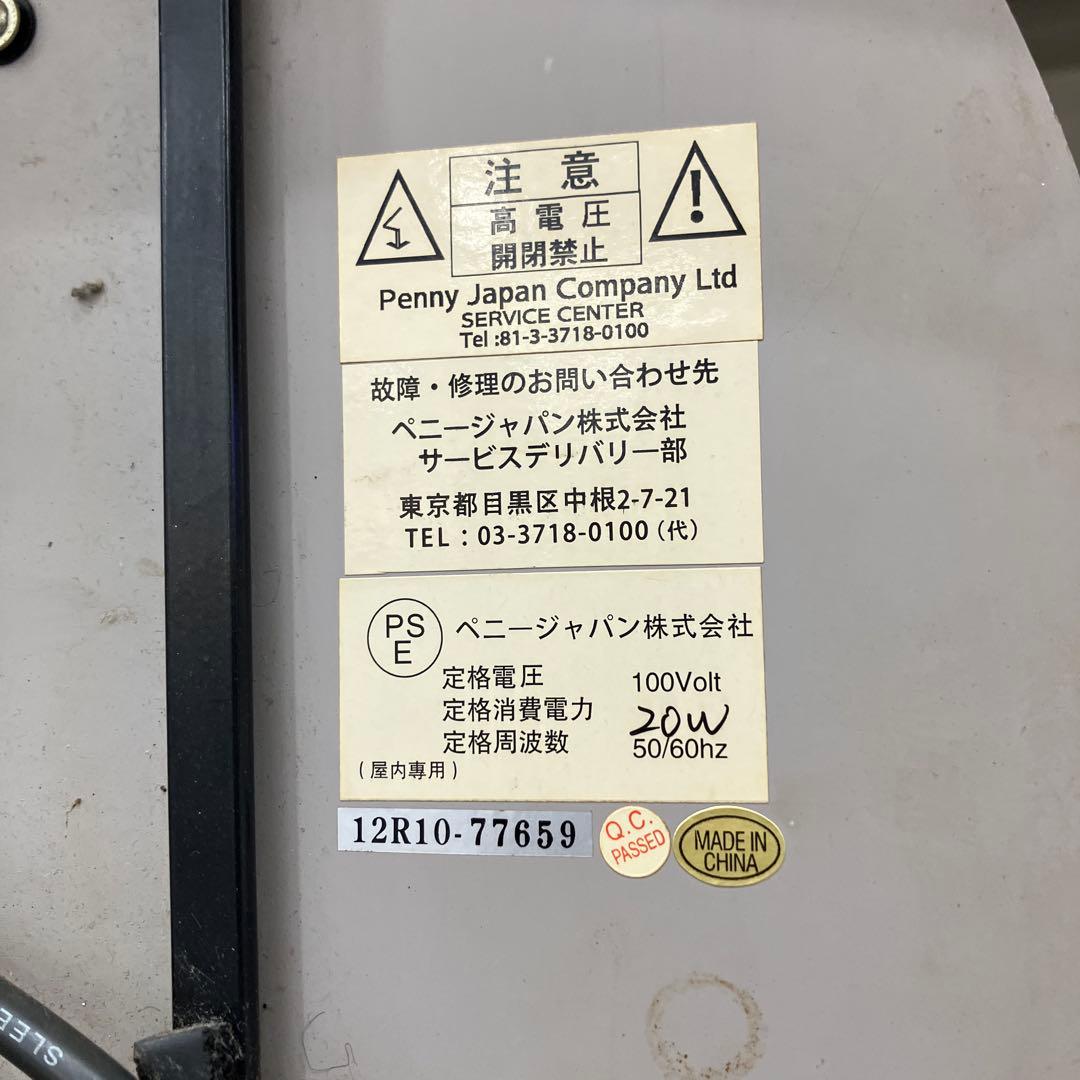 注 意
高 電 圧
開閉禁止
Penny Japan Company Ltd
SERVICE CENTER
Tel :81-3-3718-0100
故障・修理のお問い合わせ先
ペニージャパン株式会社
サービスデリバリー部
東京都目黒区中根2-7-21
TEL : 03-3718-0100 (代)
PS
E
ペニージャパン株式会社
定格電圧 100Volt
定格消費電力 20W
定格周波数 50/60hz
(屋内專用)
12R10-77659
Q.C.
PASSED
MADE IN
CHINA
SLEE